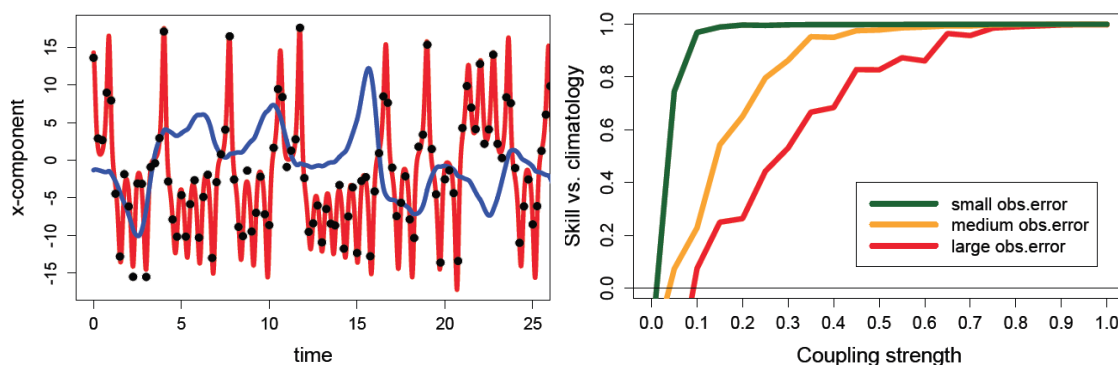 x-component
15
10
5
0
-5
-10
-15
0 5 10 15 20 25
time
Skill vs. climatology
1.0
0.8
0.6
0.4
0.2
0.0
small obs.error
medium obs.error
large obs.error
0.0 0.1 0.2 0.3 0.4 0.5 0.6 0.7 0.8 0.9 1.0
Coupling strength